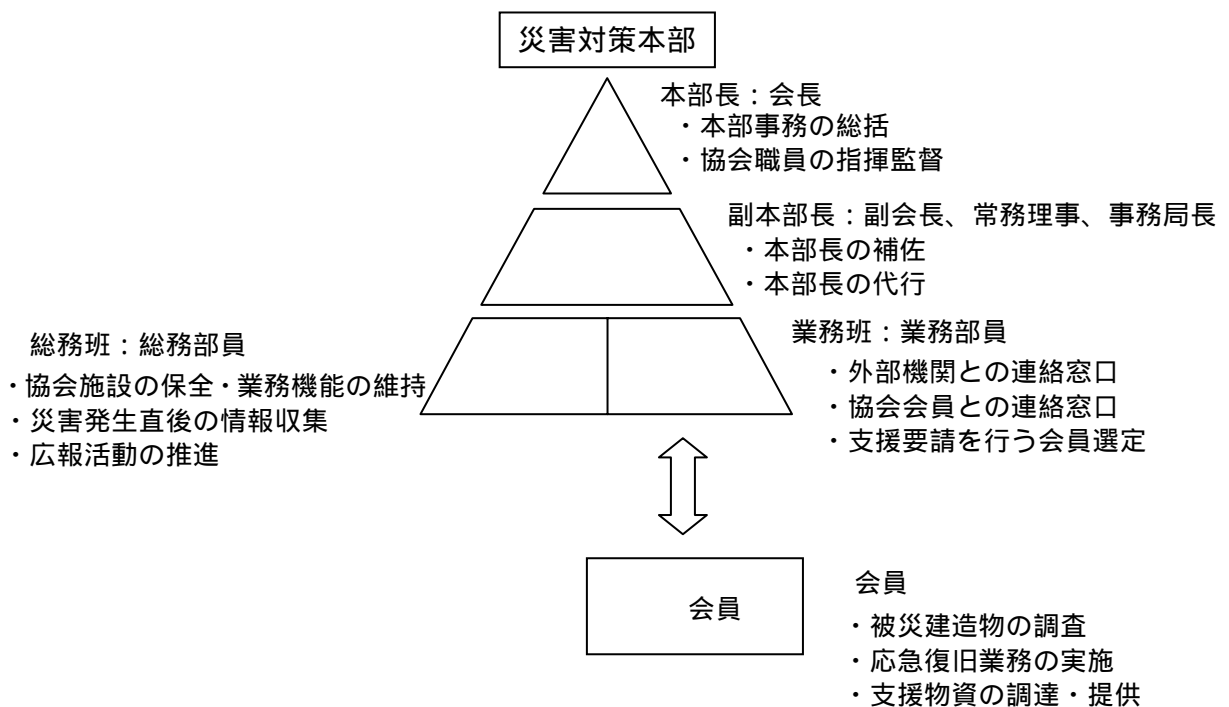 災害対策本部
本部長：会長
・本部事務の総括
・協会職員の指揮監督
副本部長：副会長、常務理事、事務局長
・本部長の補佐
・本部長の代行
総務班：総務部員
・協会施設の保全・業務機能の維持
・災害発生直後の情報収集
・広報活動の推進
業務班：業務部員
・外部機関との連絡窓口
・協会会員との連絡窓口
・支援要請を行う会員選定
会員
会員
・被災建造物の調査
・応急復旧業務の実施
・支援物資の調達・提供